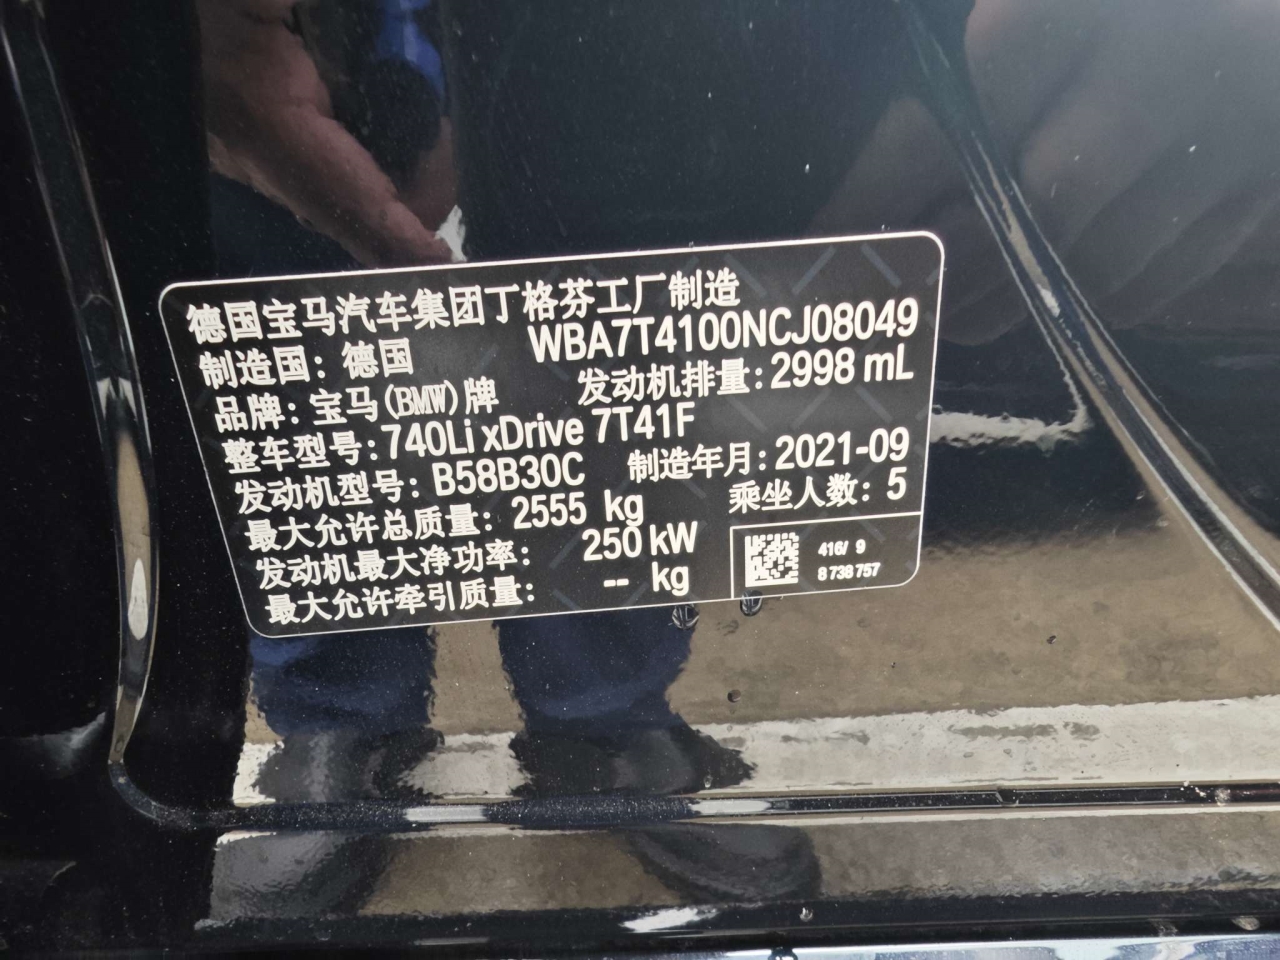 德国宝马汽车集团丁格芬工厂制造
制造国：德国 WBA7T4100NCJ08049
品牌：宝马(BMW)牌 发动机排量：2998 mL
整车型号：740Li xDrive 7T41F
发动机型号：B58B30C 制造年月：2021-09
最大允许总质量：2555 kg 乘坐人数：5
发动机最大净功率：250 kW
最大允许牵引质量：-- kg
416/ 9
8 738 757